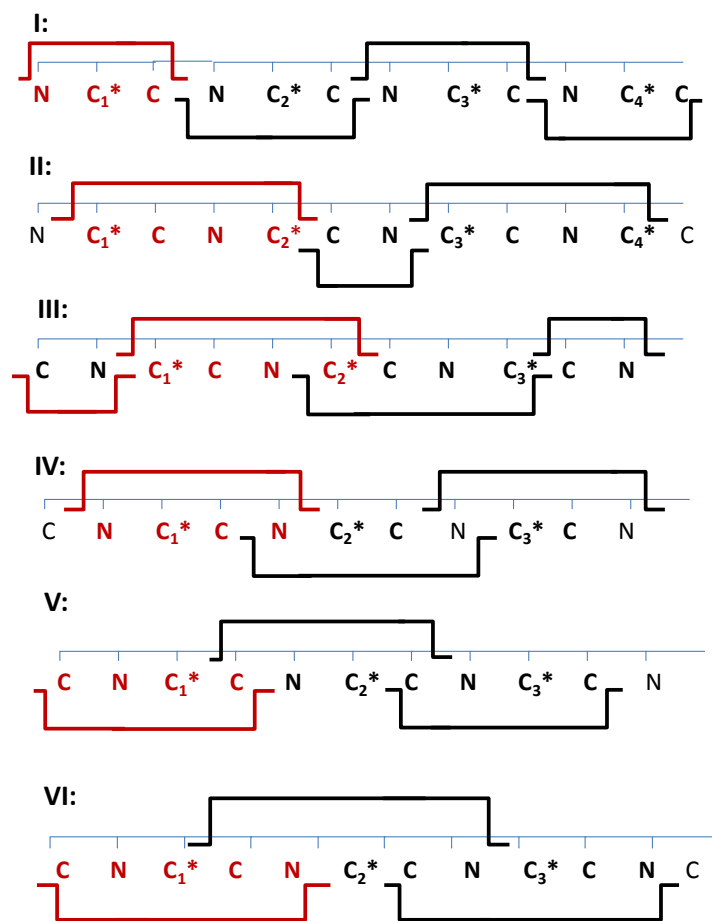 I:
N C₁* C N C₂* C N C₃* C N C₄* C
II:
N C₁* C N C₂* C N C₃* C N C₄* C
III:
C N C₁* C N C₂* C N C₃* C N
IV:
C N C₁* C N C₂* C N C₃* C N
V:
C N C₁* C N C₂* C N C₃* C N
VI:
C N C₁* C N C₂* C N C₃* C N C